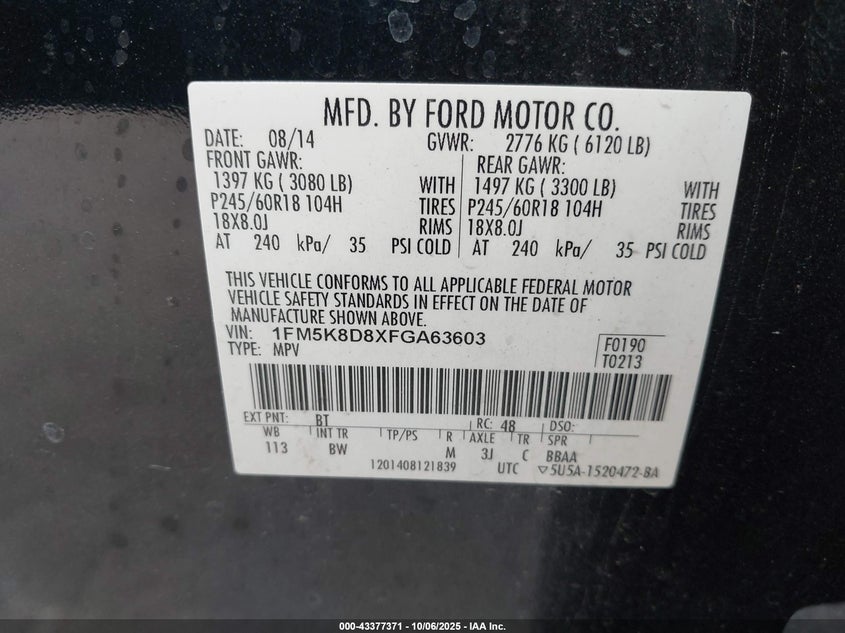 MFD. BY FORD MOTOR CO.
DATE: 08/14 GVWR: 2776 KG ( 6120 LB)
FRONT GAWR: REAR GAWR:
1397 KG ( 3080 LB) WITH 1497 KG ( 3300 LB) WITH
P245/60R18 104H TIRES P245/60R18 104H TIRES
18X8.0J RIMS 18X8.0J RIMS
AT 240 kPa/ 35 PSI COLD AT 240 kPa/ 35 PSI COLD
THIS VEHICLE CONFORMS TO ALL APPLICABLE FEDERAL MOTOR
VEHICLE SAFETY STANDARDS IN EFFECT ON THE DATE OF
MANUFACTURE SHOWN ABOVE.
VIN: 1FM5K8D8XFGA63603
TYPE: MPV
F0190
T0213
EXT PNT: BT RC: 48 DSO:
WB INT TR TP/PS R AXLE TR SPR
113 BW M 3J C BBAA
1201408121839 UTC ▽5U5A-1520472-BA
000-43377371 - 10/06/2025 - IAA Inc.